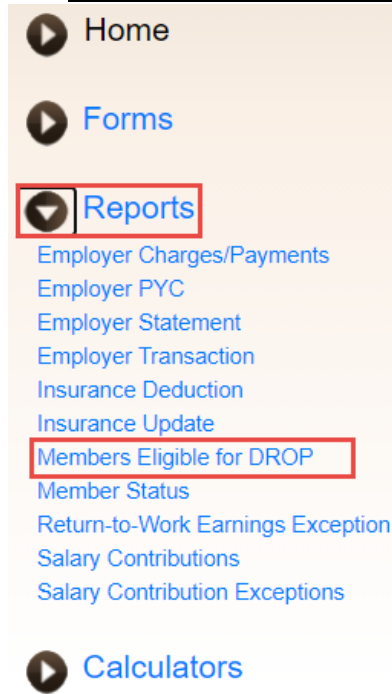 Home
Forms
Reports
Employer Charges/Payments
Employer PYC
Employer Statement
Employer Transaction
Insurance Deduction
Insurance Update
Members Eligible for DROP
Member Status
Return-to-Work Earnings Exception
Salary Contributions
Salary Contribution Exceptions
Calculators